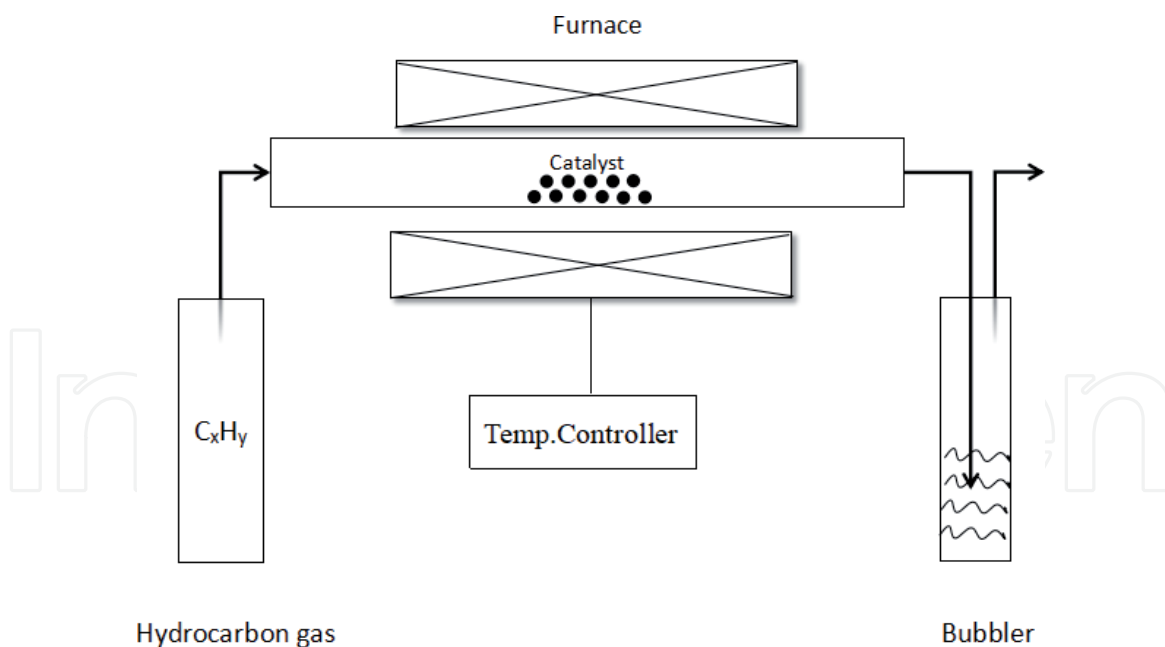 Furnace
Catalyst
CxHy
Temp.Controller
Hydrocarbon gas
Bubbler